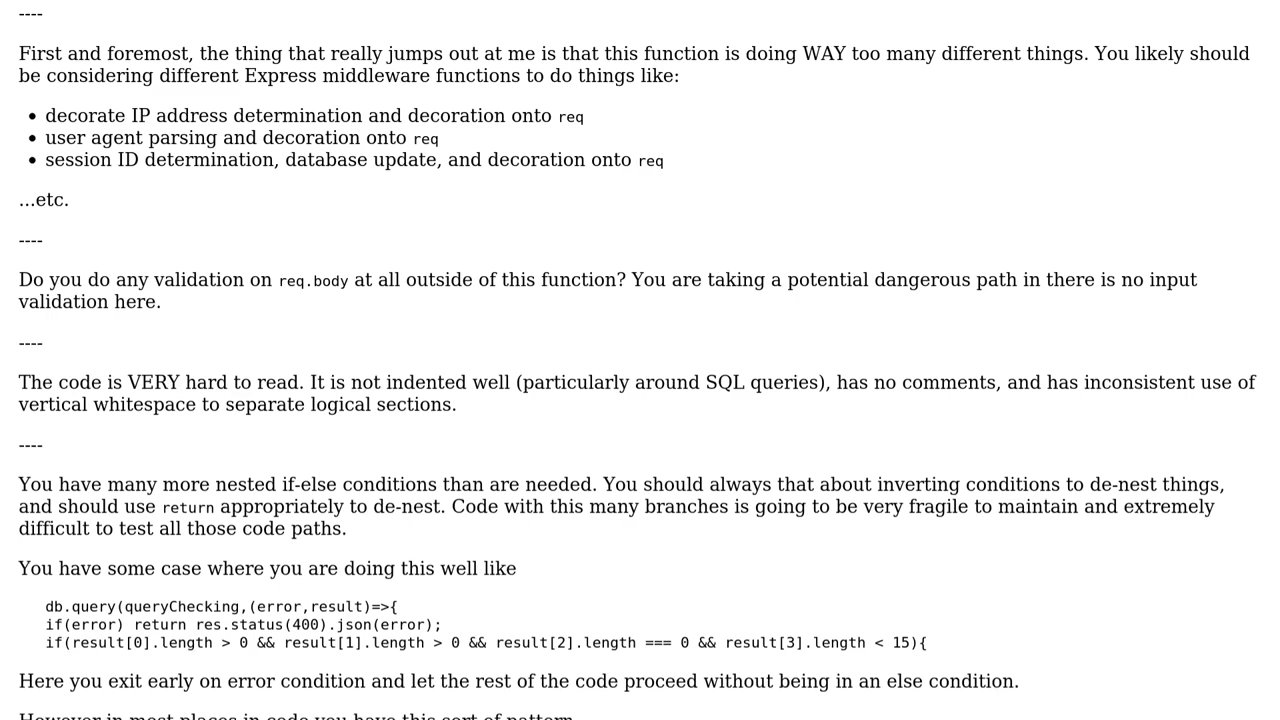 ----
First and foremost, the thing that really jumps out at me is that this function is doing WAY too many different things. You likely should
be considering different Express middleware functions to do things like:
• decorate IP address determination and decoration onto req
• user agent parsing and decoration onto req
• session ID determination, database update, and decoration onto req
...etc.
----
Do you do any validation on req.body at all outside of this function? You are taking a potential dangerous path in there is no input
validation here.
----
The code is VERY hard to read. It is not indented well (particularly around SQL queries), has no comments, and has inconsistent use of
vertical whitespace to separate logical sections.
----
You have many more nested if-else conditions than are needed. You should always that about inverting conditions to de-nest things,
and should use return appropriately to de-nest. Code with this many branches is going to be very fragile to maintain and extremely
difficult to test all those code paths.
You have some case where you are doing this well like
db.query(queryChecking,(error,result)=>{
if(error) return res.status(400).json(error);
if(result[0].length > 0 && result[1].length > 0 && result[2].length === 0 && result[3].length < 15){
Here you exit early on error condition and let the rest of the code proceed without being in an else condition.
However in most places in code you have this sort of pattern